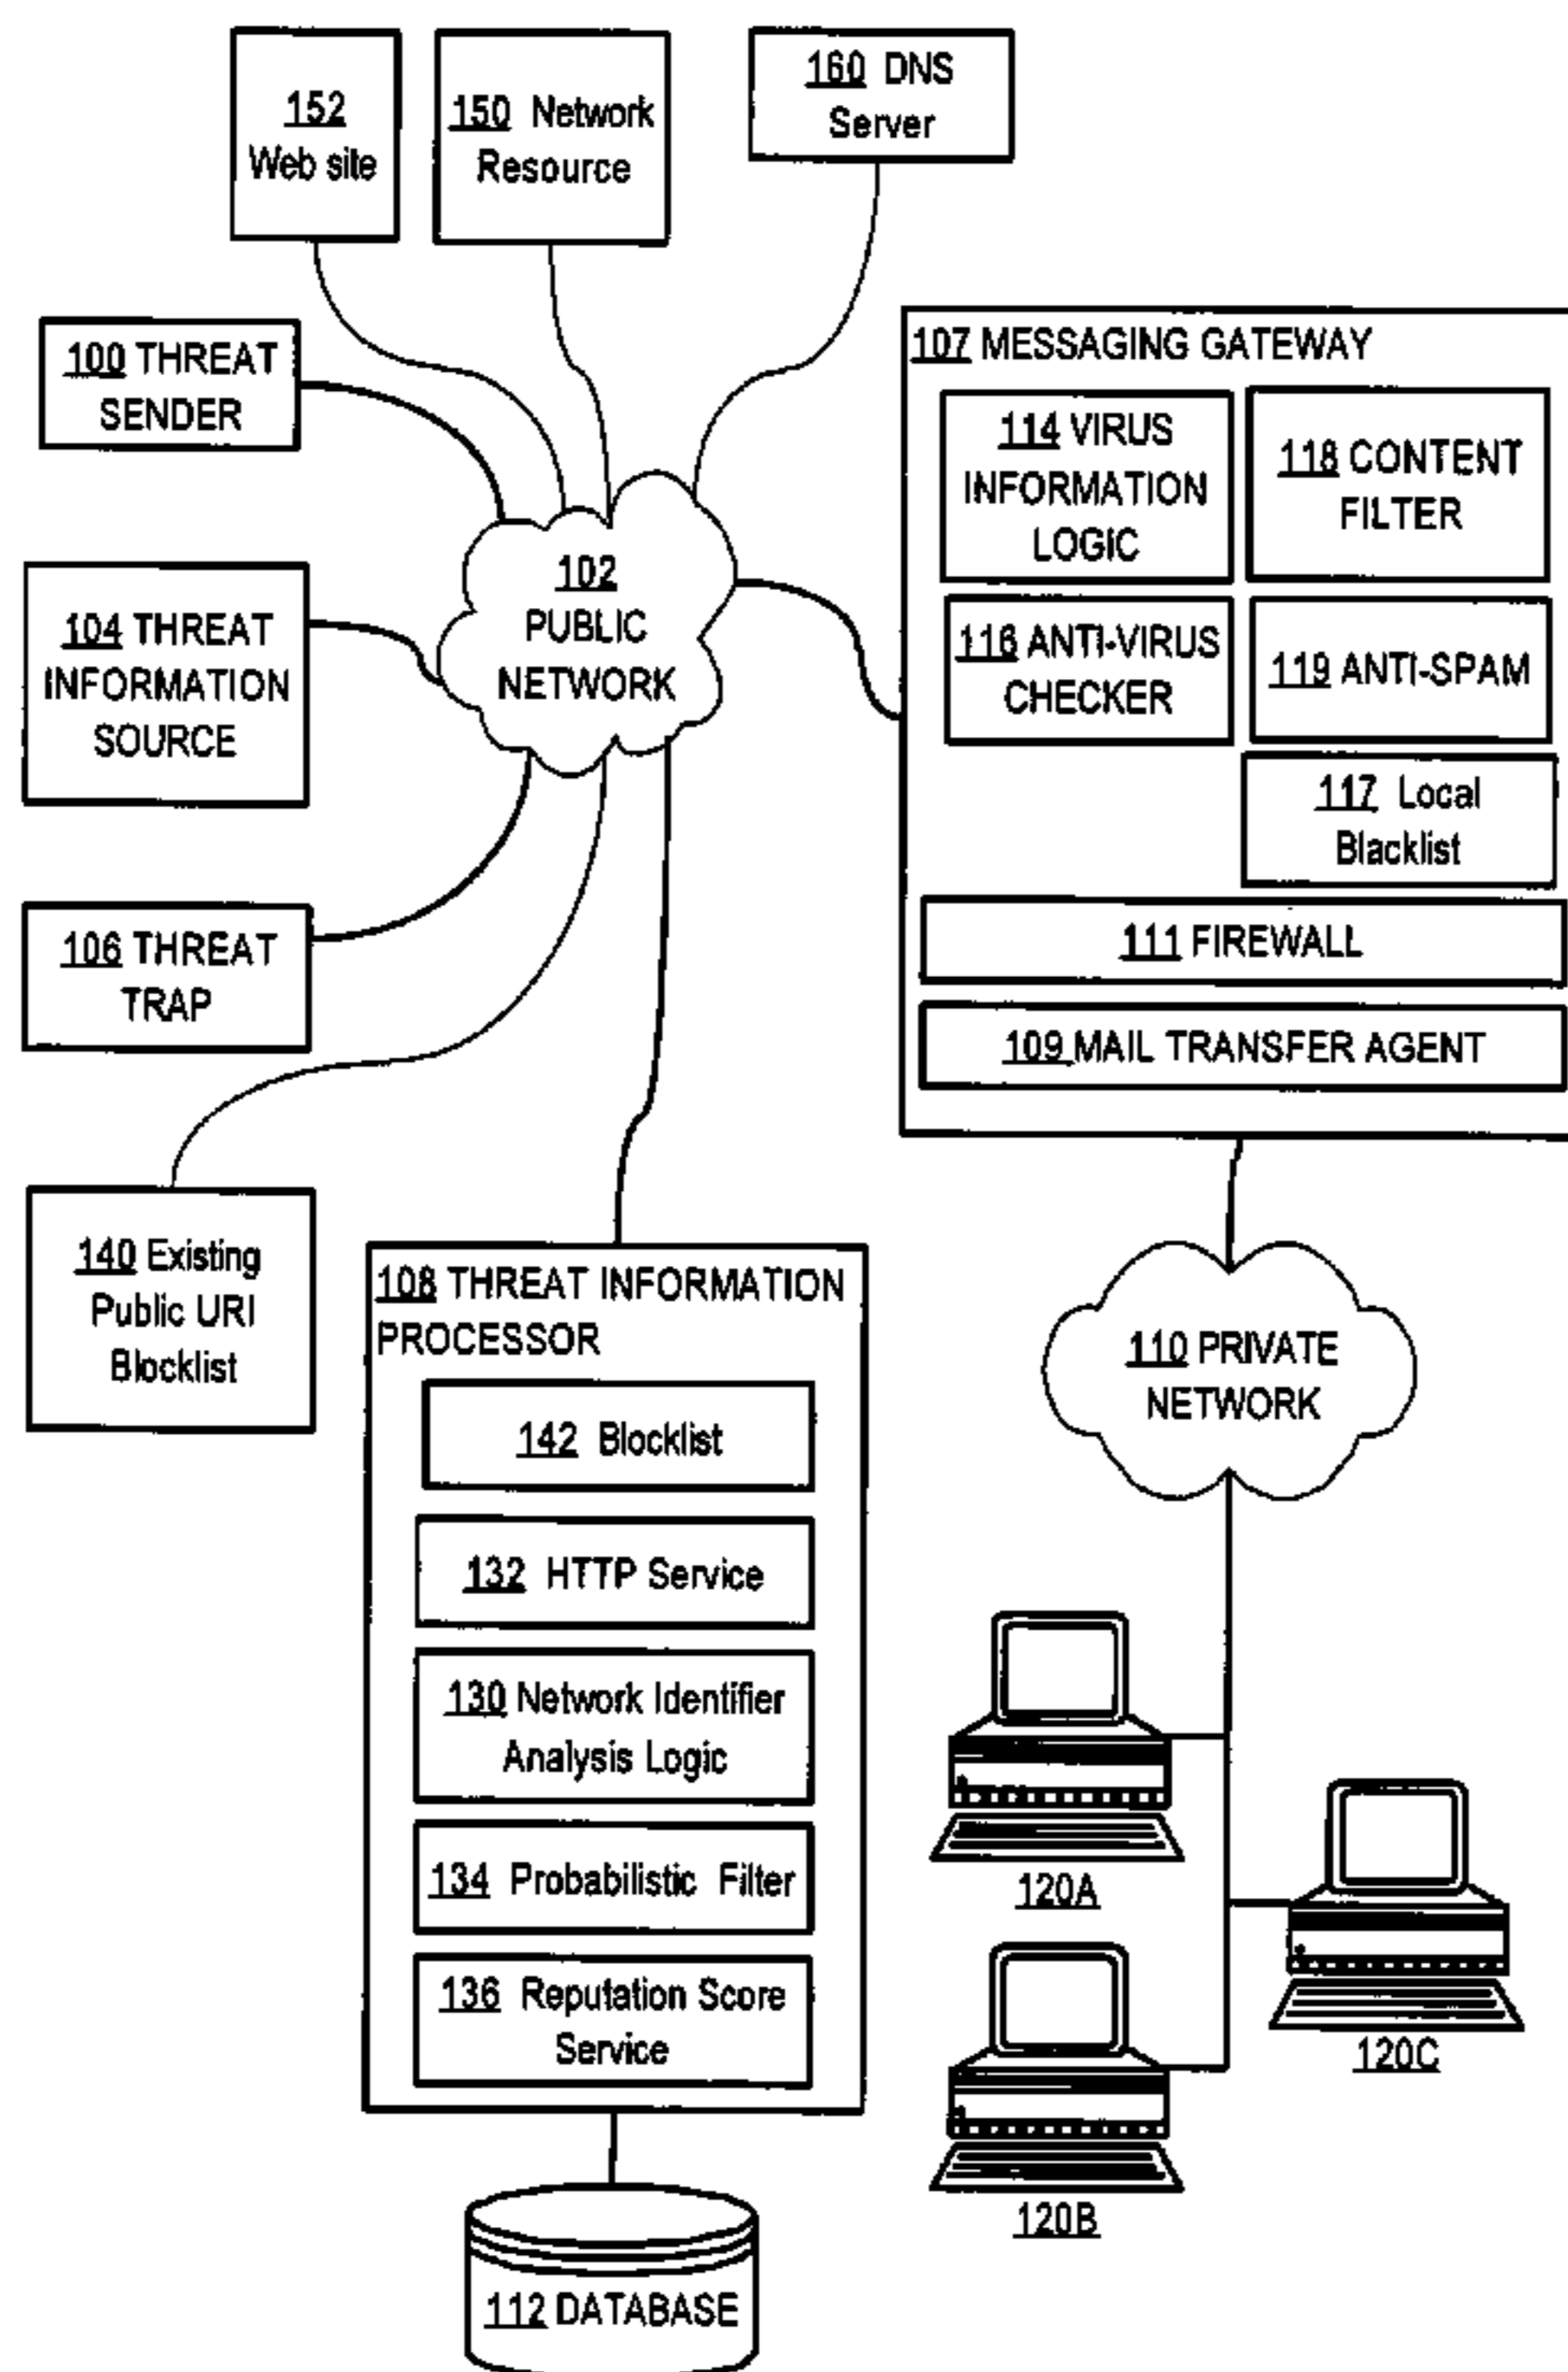 152
Web site
150 Network
Resource
160 DNS
Server
100 THREAT
SENDER
104 THREAT
INFORMATION
SOURCE
106 THREAT
TRAP
102
PUBLIC
NETWORK
107 MESSAGING GATEWAY
114 VIRUS
INFORMATION
LOGIC
118 CONTENT
FILTER
116 ANTI-VIRUS
CHECKER
119 ANTI-SPAM
117 Local
Blacklist
111 FIREWALL
109 MAIL TRANSFER AGENT
140 Existing
Public URI
Blocklist
108 THREAT INFORMATION
PROCESSOR
142 Blocklist
132 HTTP Service
130 Network Identifier
Analysis Logic
134 Probabilistic Filter
136 Reputation Score
Service
112 DATABASE
110 PRIVATE
NETWORK
120A
120C
120B